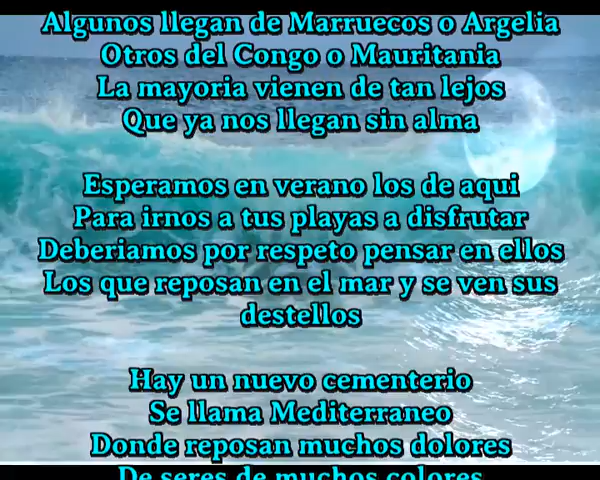 Algunos llegan de Marruecos o Argelia
Otros del Congo o Mauritania
La mayoria vienen de tan lejos
Que ya nos llegan sin alma
Esperamos en verano los de aqui
Para irnos a tus playas a disfrutar
Deberiamos por respeto pensar en ellos
Los que reposan en el mar y se ven sus
destellos
Hay un nuevo cementerio
Se llama Mediterraneo
Donde reposan muchos dolores
De seres de muchos colores